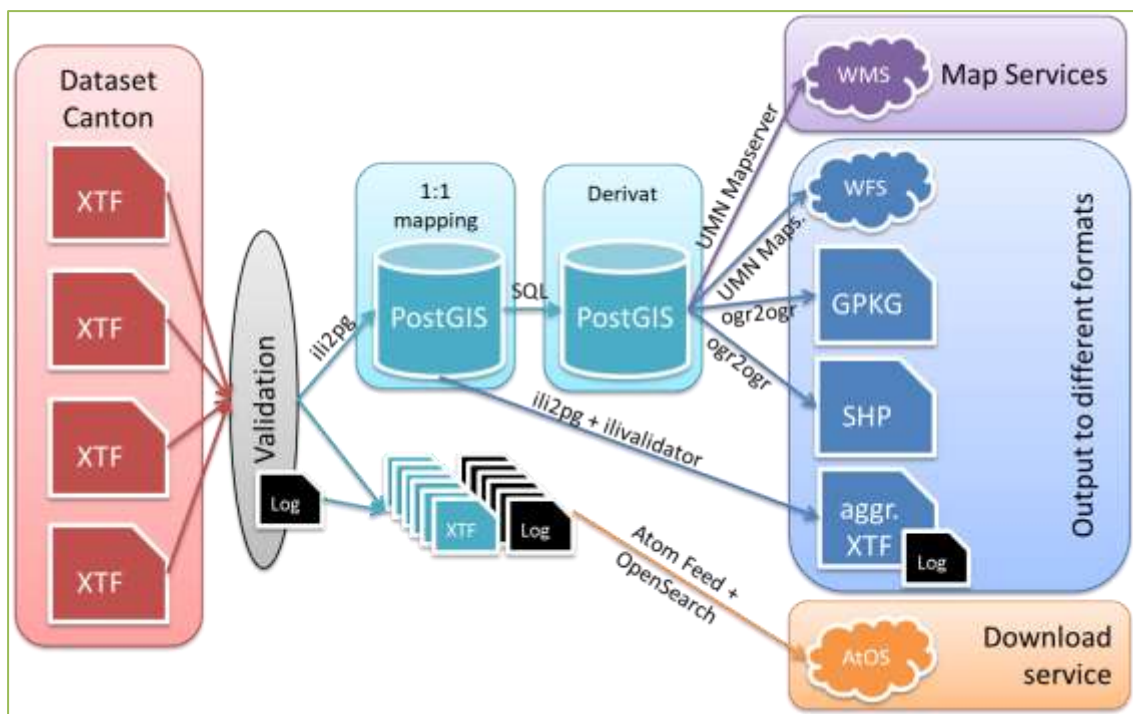 Dataset
Canton
XTF
XTF
XTF
XTF
Validation
Log
ili2pg
1:1
mapping
PostGIS
SQL
Derivat
PostGIS
XTF
Log
UMN Mapserver
UMN Maps.
ogr2ogr
ogr2ogr
ili2pg + ilivalidator
Atom Feed +
OpenSearch
WMS
Map Services
WFS
GPKG
SHP
aggr.
XTF
Log
Output to different formats
AtOS
Download
service